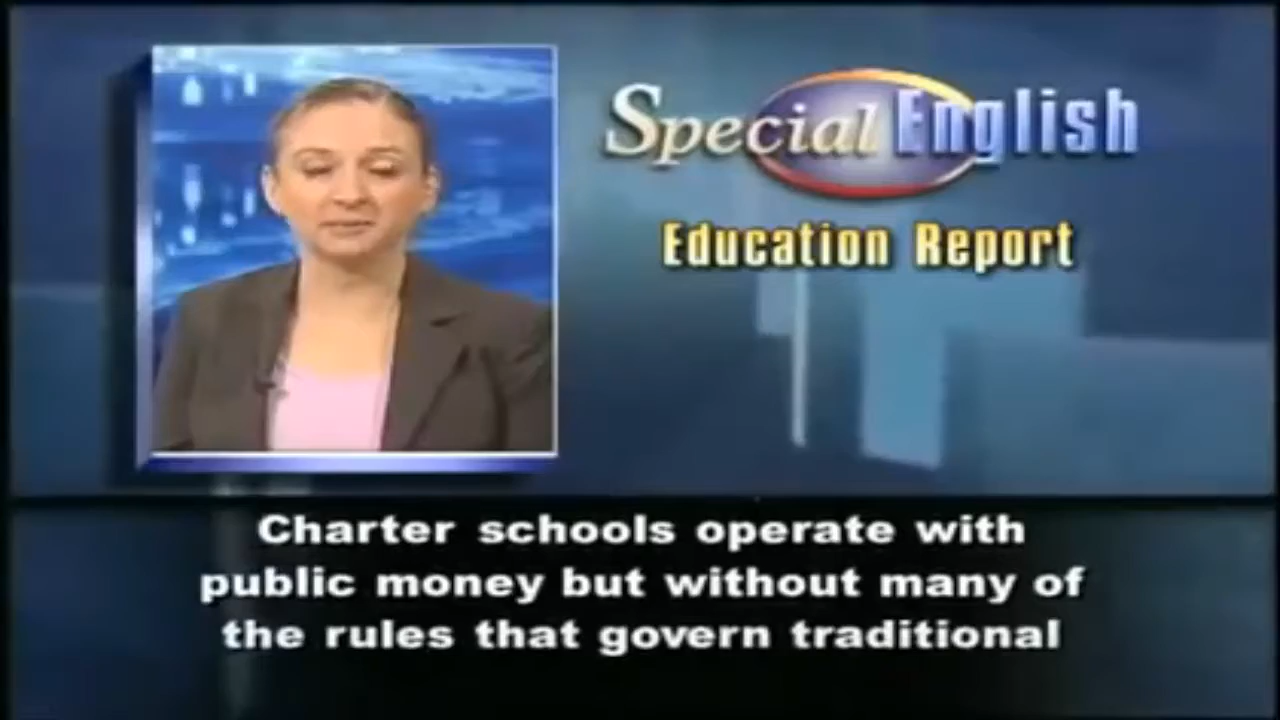 Special English
Education Report
Charter schools operate with
public money but without many of
the rules that govern traditional